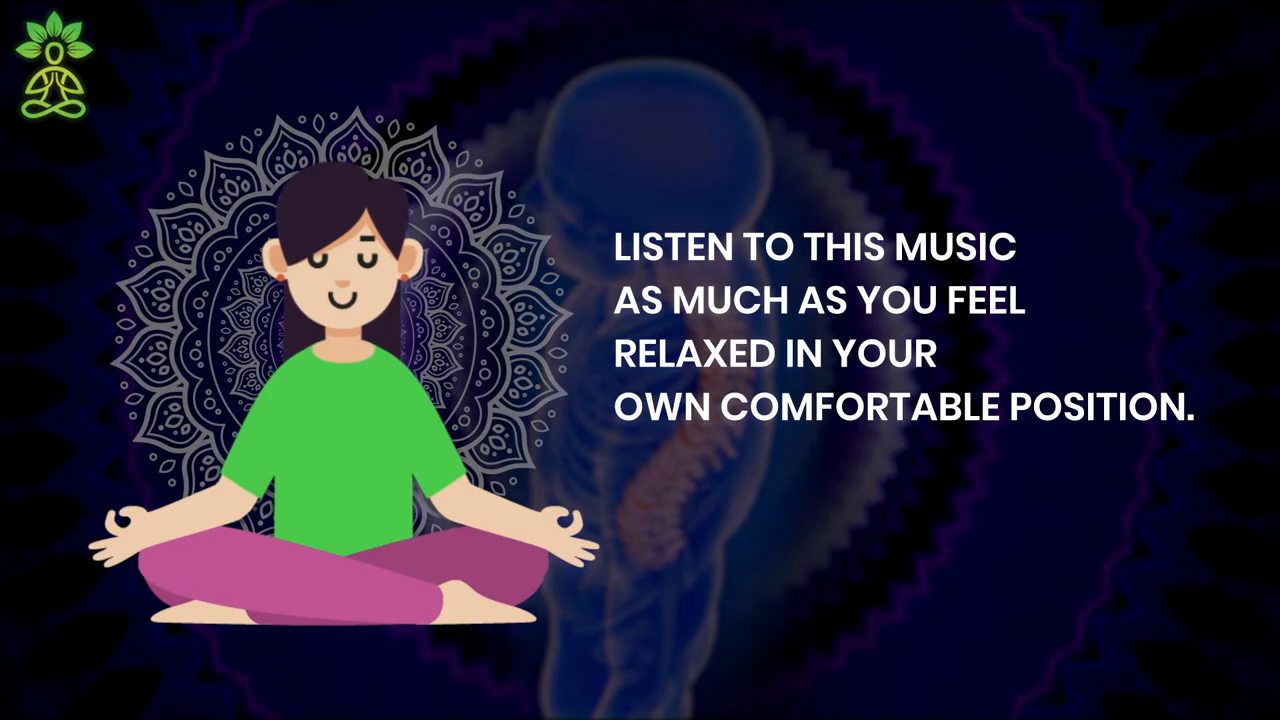 LISTEN TO THIS MUSIC
AS MUCH AS YOU FEEL
RELAXED IN YOUR
OWN COMFORTABLE POSITION.